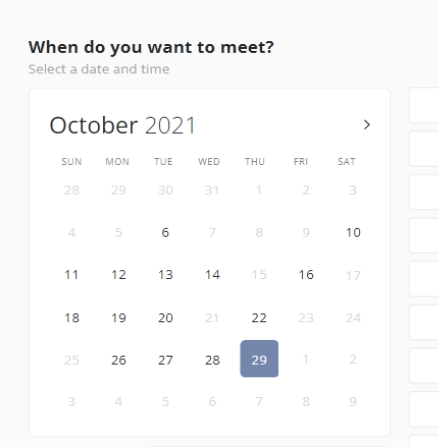 When do you want to meet?
Select a date and time
October 2021 >
SUN MON TUE WED THU FRI SAT
28 29 30 31 1 2 3
4 5 6 7 8 9 10
11 12 13 14 15 16 17
18 19 20 21 22 23 24
25 26 27 28 29 1 2
3 4 5 6 7 8 9